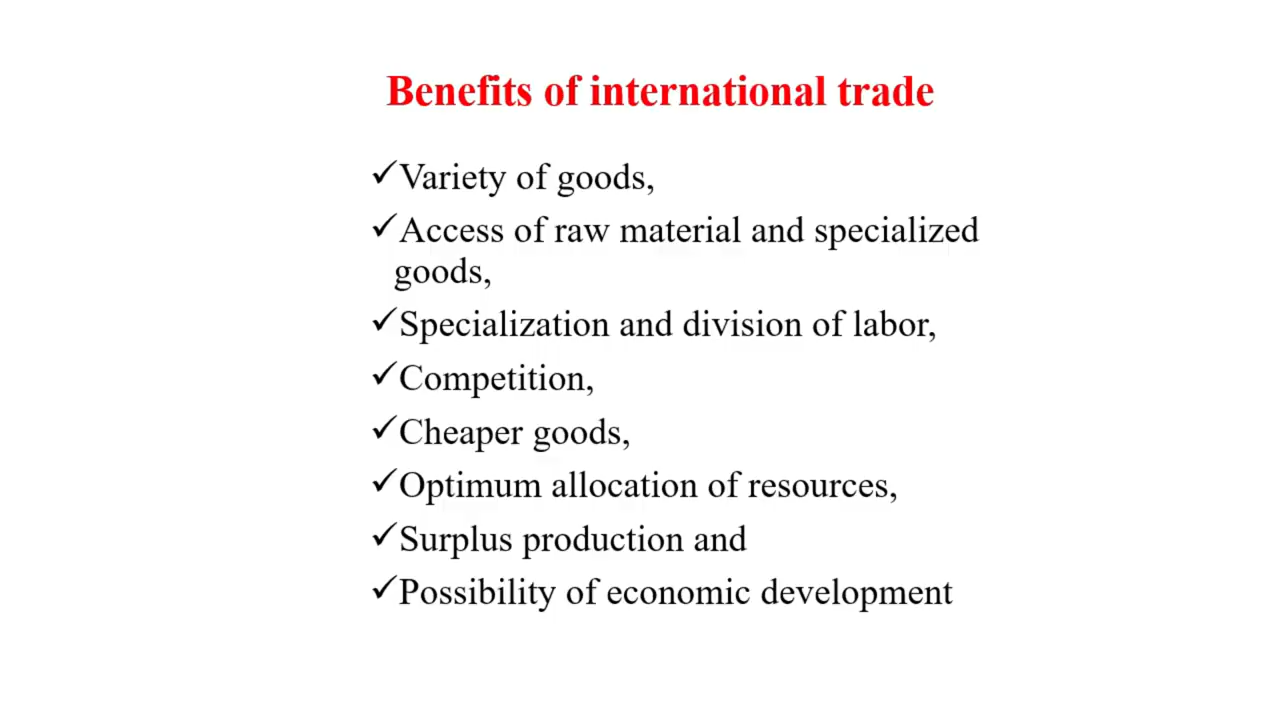 Benefits of international trade
✓Variety of goods,
✓Access of raw material and specialized
goods,
✓Specialization and division of labor,
✓Competition,
✓Cheaper goods,
✓Optimum allocation of resources,
✓Surplus production and
✓Possibility of economic development